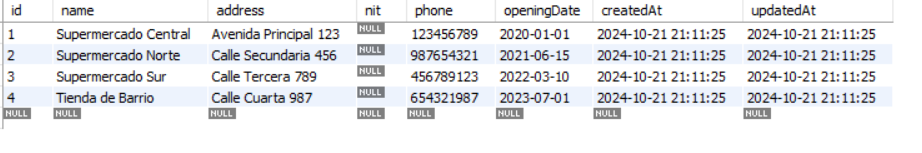 id name address nit phone openingDate createdAt updatedAt
1 Supermercado Central Avenida Principal 123 NULL 123456789 2020-01-01 2024-10-21 21:11:25 2024-10-21 21:11:25
2 Supermercado Norte Calle Secundaria 456 NULL 987654321 2021-06-15 2024-10-21 21:11:25 2024-10-21 21:11:25
3 Supermercado Sur Calle Tercera 789 NULL 456789123 2022-03-10 2024-10-21 21:11:25 2024-10-21 21:11:25
4 Tienda de Barrio Calle Cuarta 987 NULL 654321987 2023-07-01 2024-10-21 21:11:25 2024-10-21 21:11:25
NULL NULL NULL NULL NULL NULL NULL NULL